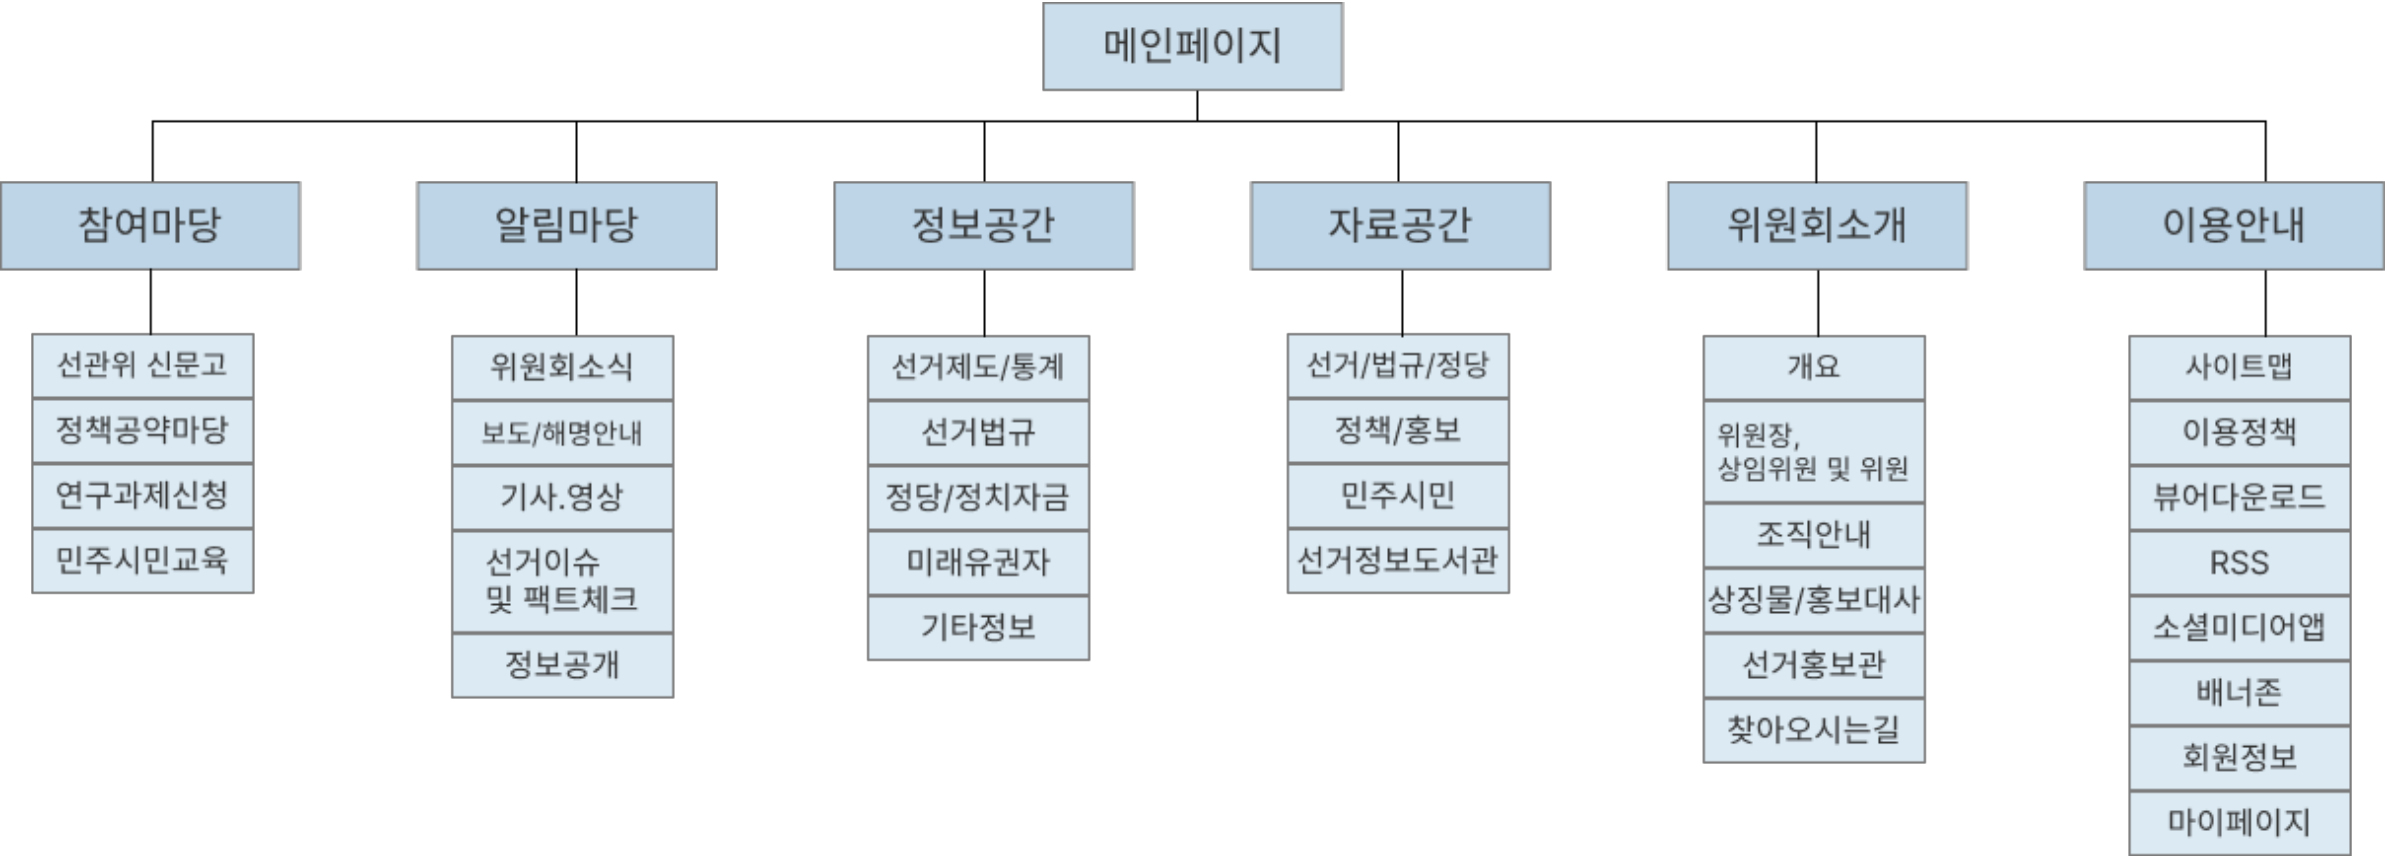 메인페이지
참여마당
선관위 신문고
정책공약마당
연구과제신청
민주시민교육
알림마당
위원회소식
보도/해명안내
기사.영상
선거이슈
및 팩트체크
정보공개
정보공간
선거제도/통계
선거법규
정당/정치자금
미래유권자
기타정보
자료공간
선거/법규/정당
정책/홍보
민주시민
선거정보도서관
위원회소개
개요
위원장,
상임위원 및 위원
조직안내
상징물/홍보대사
선거홍보관
찾아오시는길
이용안내
사이트맵
이용정책
뷰어다운로드
RSS
소셜미디어앱
배너존
회원정보
마이페이지